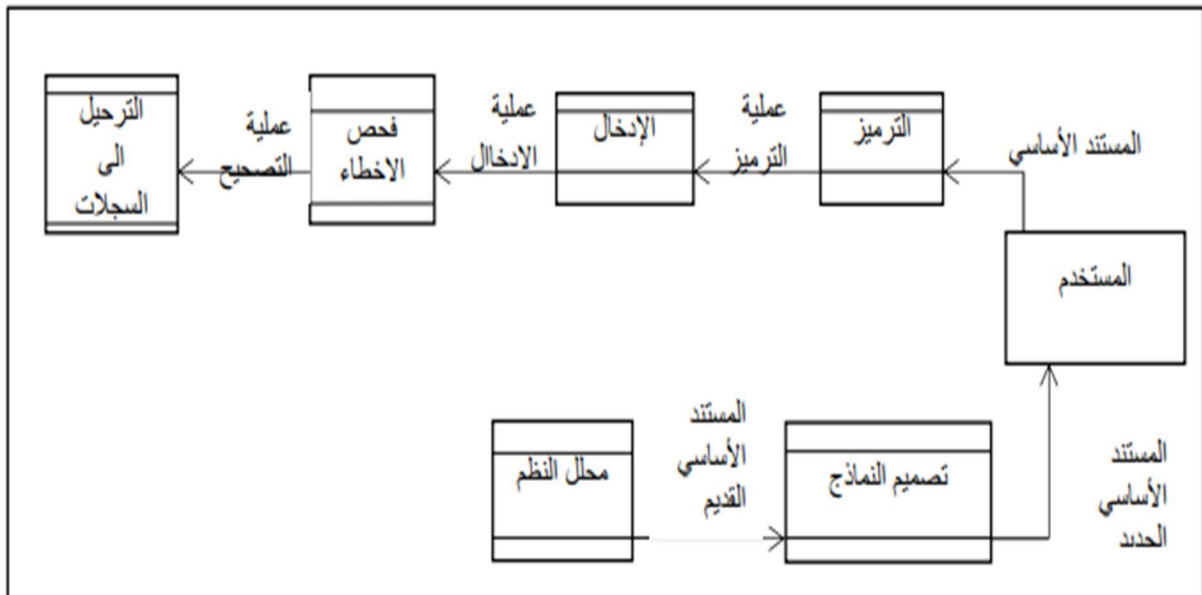 الترحيل
الى
السجلات
عملية
التصحيح
فحص
الاخطاء
عملية
الادخاال
الإدخال
عملية
الترميز
الترميز
المستند الأساسي
المستخدم
محلل النظم
المستند
الأساسي
القديم
تصميم النماذج
المستند
الأساسي
الجديد